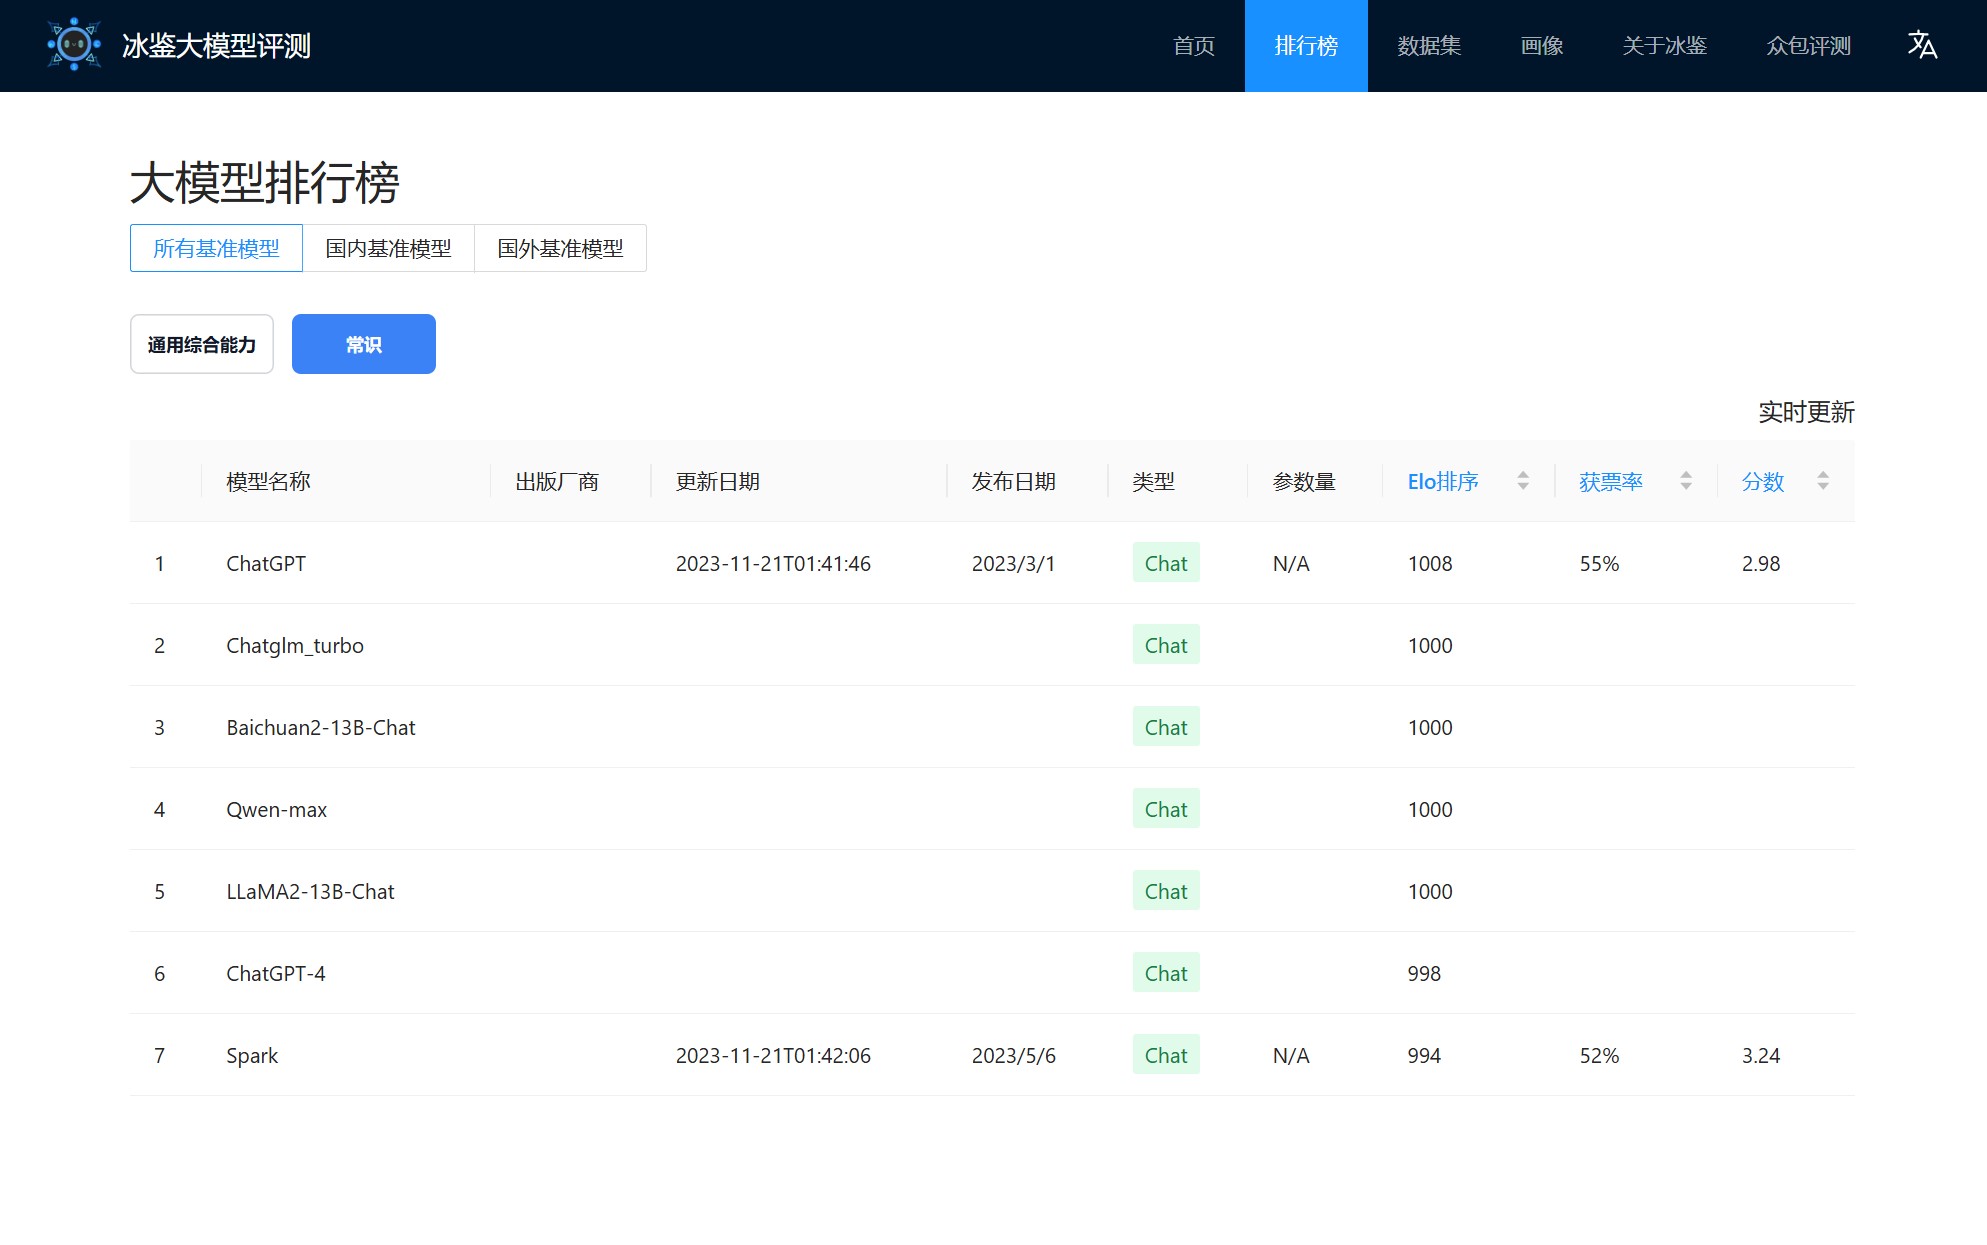 冰鉴大模型评测 首页 排行榜 数据集 画像 关于冰鉴 众包评测
大模型排行榜
所有基准模型 国内基准模型 国外基准模型
通用综合能力 常识
实时更新
模型名称 出版厂商 更新日期 发布日期 类型 参数量 Elo排序 获票率 分数
1 ChatGPT 2023-11-21T01:41:46 2023/3/1 Chat N/A 1008 55% 2.98
2 Chatglm_turbo Chat 1000
3 Baichuan2-13B-Chat Chat 1000
4 Qwen-max Chat 1000
5 LLaMA2-13B-Chat Chat 1000
6 ChatGPT-4 Chat 998
7 Spark 2023-11-21T01:42:06 2023/5/6 Chat N/A 994 52% 3.24